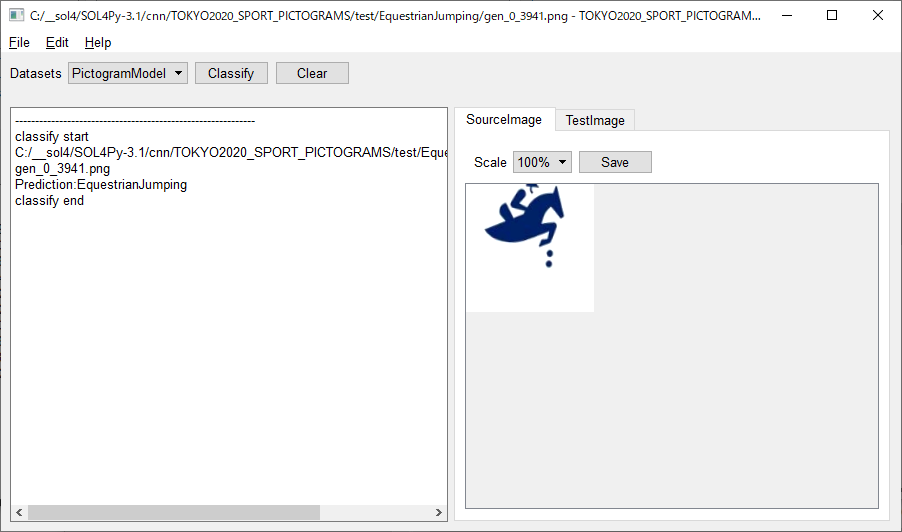 C:/__sol4/SOL4Py-3.1/cnn/TOKYO2020_SPORT_PICTOGRAMS/test/EquestrianJumping/gen_0_3941.png - TOKYO2020_SPORT_PICTOGRAM...
File Edit Help
Datasets PictogramModel Classify Clear
------------------------------------------------------------
classify start
C:/__sol4/SOL4Py-3.1/cnn/TOKYO2020_SPORT_PICTOGRAMS/test/Eque
gen_0_3941.png
Prediction:EquestrianJumping
classify end
SourceImage TestImage
Scale 100% Save